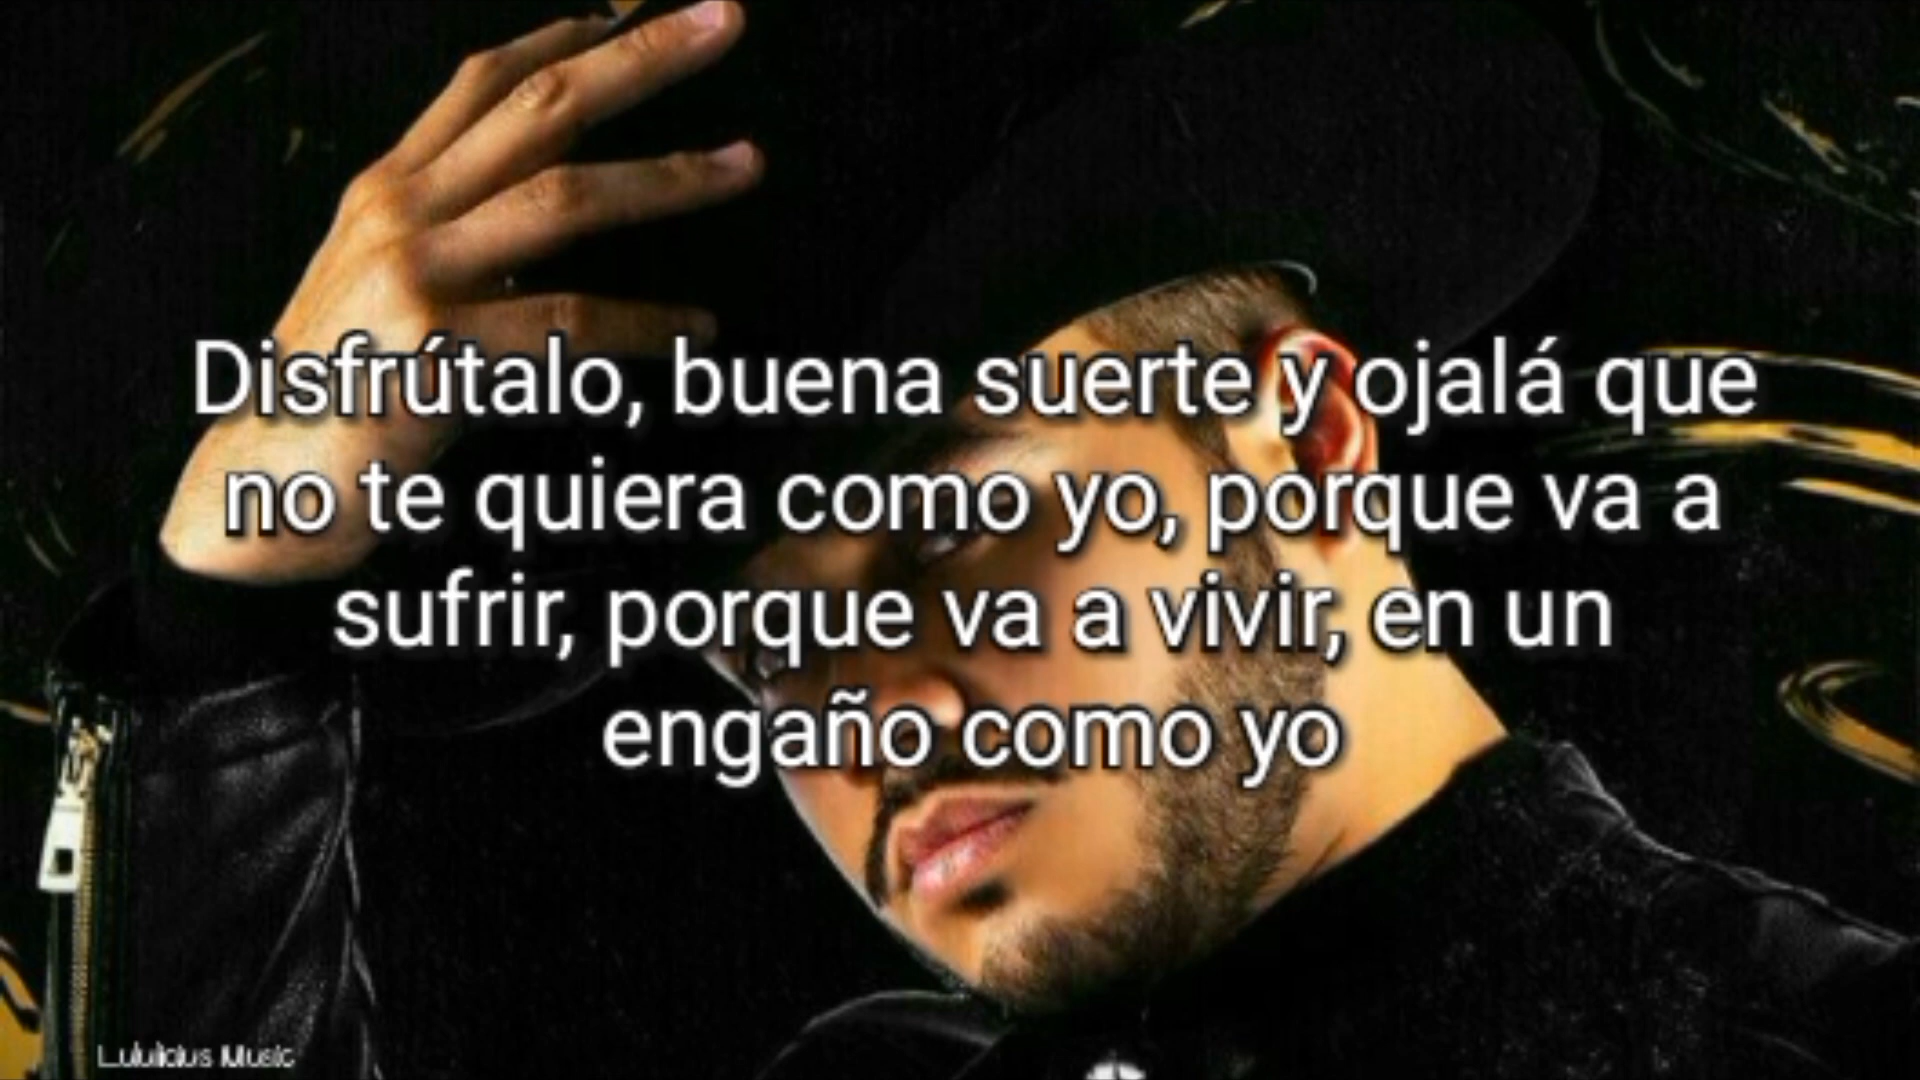 Disfrútalo, buena suerte y ojalá que
no te quiera como yo, porque va a
sufrir, porque va a vivir, en un
engaño como yo
Lululicius Music